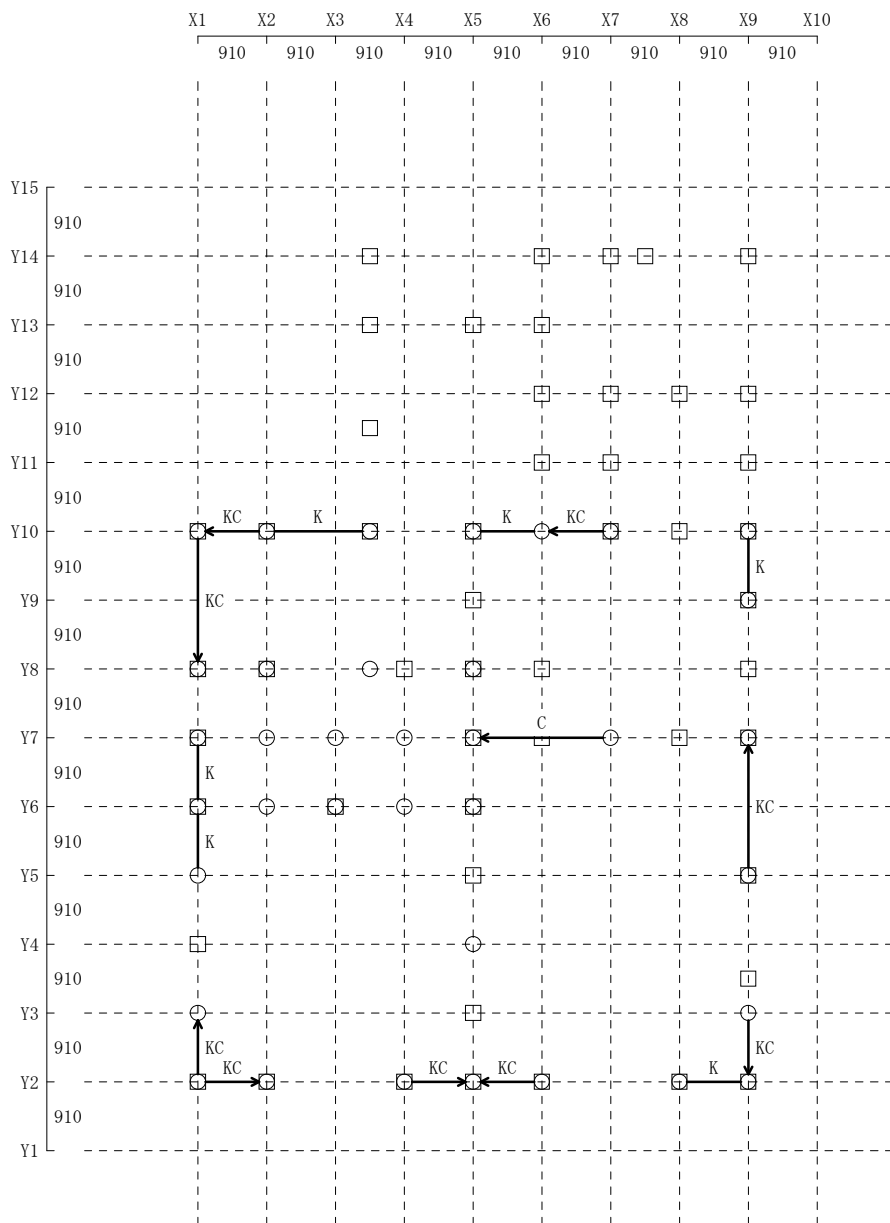 X1 X2 X3 X4 X5 X6 X7 X8 X9 X10
910 910 910 910 910 910 910 910 910
Y15
910
Y14
910
Y13
910
Y12
910
Y11
910
KC K K KC
Y10
910 K
KC
Y9
910
Y8
910
C
Y7
910 K KC
Y6
910 K
Y5
910
Y4
910
Y3
910 KC KC
KC KC KC K
Y2
910
Y1